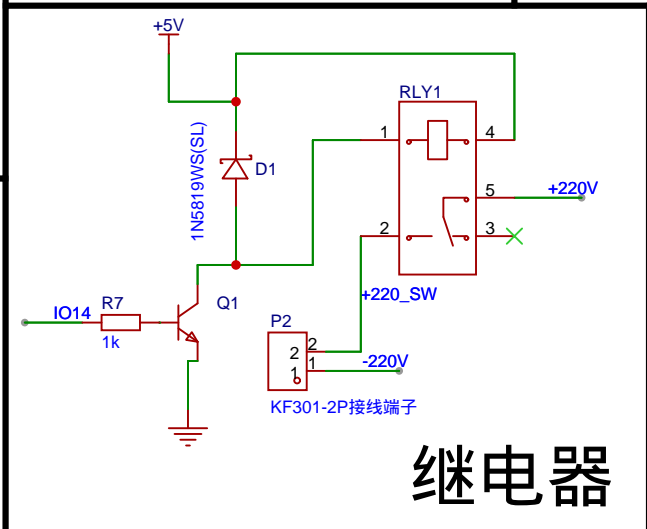 +5V
RLY1
1
4
1N5819WS(SL)
D1
5
+220V
2
3
+220_SW
IO14
R7
1k
Q1
P2
2
2
1
1
-220V
KF301-2P接线端子
继电器